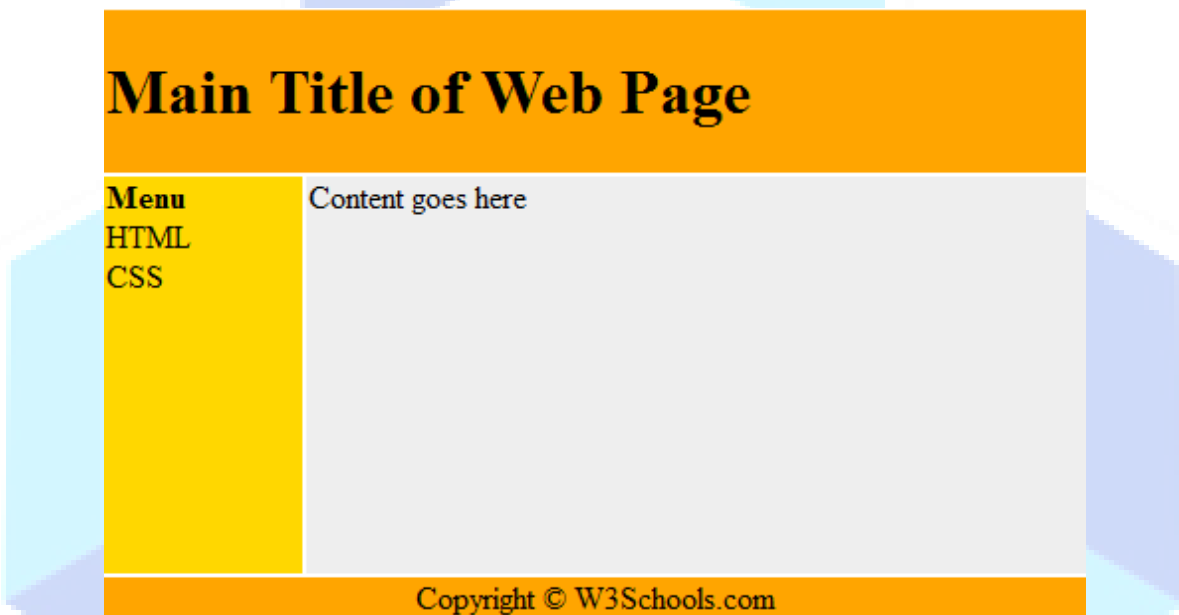 Main Title of Web Page
Menu
HTML
CSS
Content goes here
Copyright © W3Schools.com